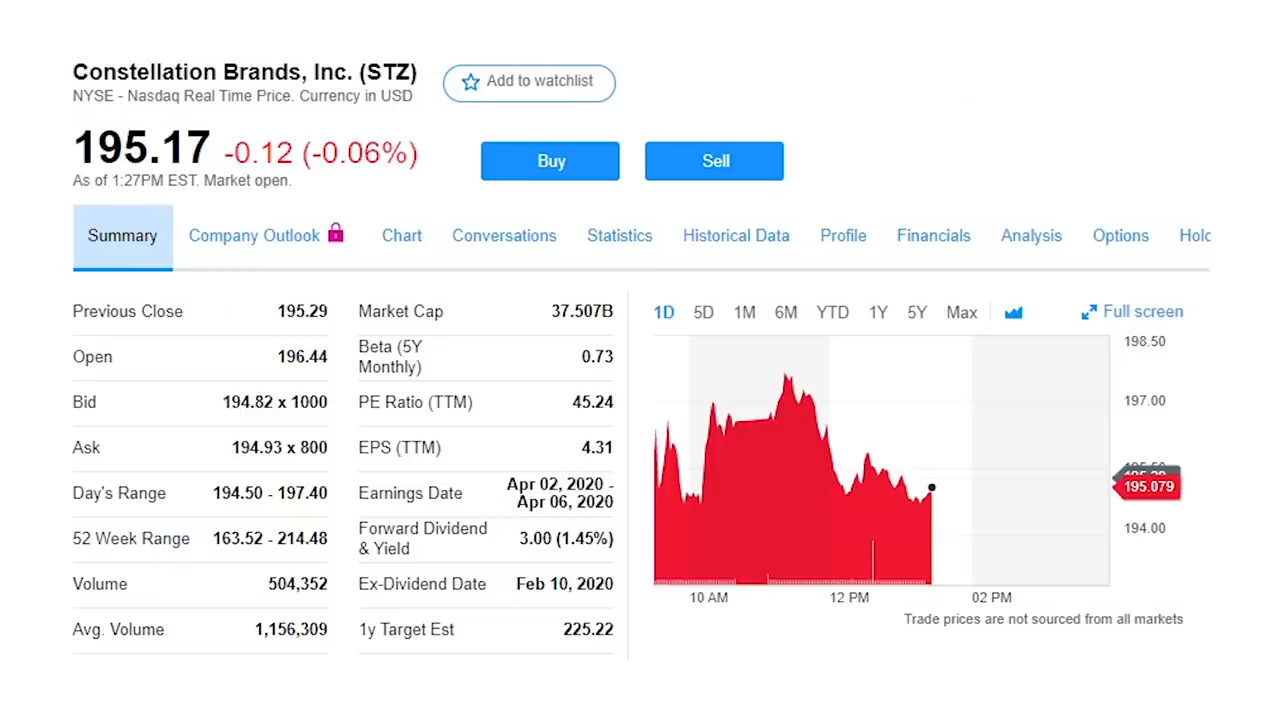 Constellation Brands, Inc. (STZ)
Add to watchlist
NYSE - Nasdaq Real Time Price. Currency in USD
195.17 -0.12 (-0.06%)
Buy
Sell
As of 1:27PM EST. Market open.
Summary
Company Outlook
Chart
Conversations
Statistics
Historical Data
Profile
Financials
Analysis
Options
Holc
Previous Close 195.29
Open 196.44
Bid 194.82 x 1000
Ask 194.93 x 800
Day's Range 194.50 - 197.40
52 Week Range 163.52 - 214.48
Volume 504,352
Avg. Volume 1,156,309
Market Cap 37.507B
Beta (5Y
Monthly) 0.73
PE Ratio (TTM) 45.24
EPS (TTM) 4.31
Earnings Date Apr 02, 2020 -
Apr 06, 2020
Forward Dividend
& Yield 3.00 (1.45%)
Ex-Dividend Date Feb 10, 2020
1y Target Est 225.22
1D 5D 1M 6M YTD 1Y 5Y Max
Full screen
198.50
197.00
195.079
194.00
10 AM 12 PM 02 PM
Trade prices are not sourced from all markets